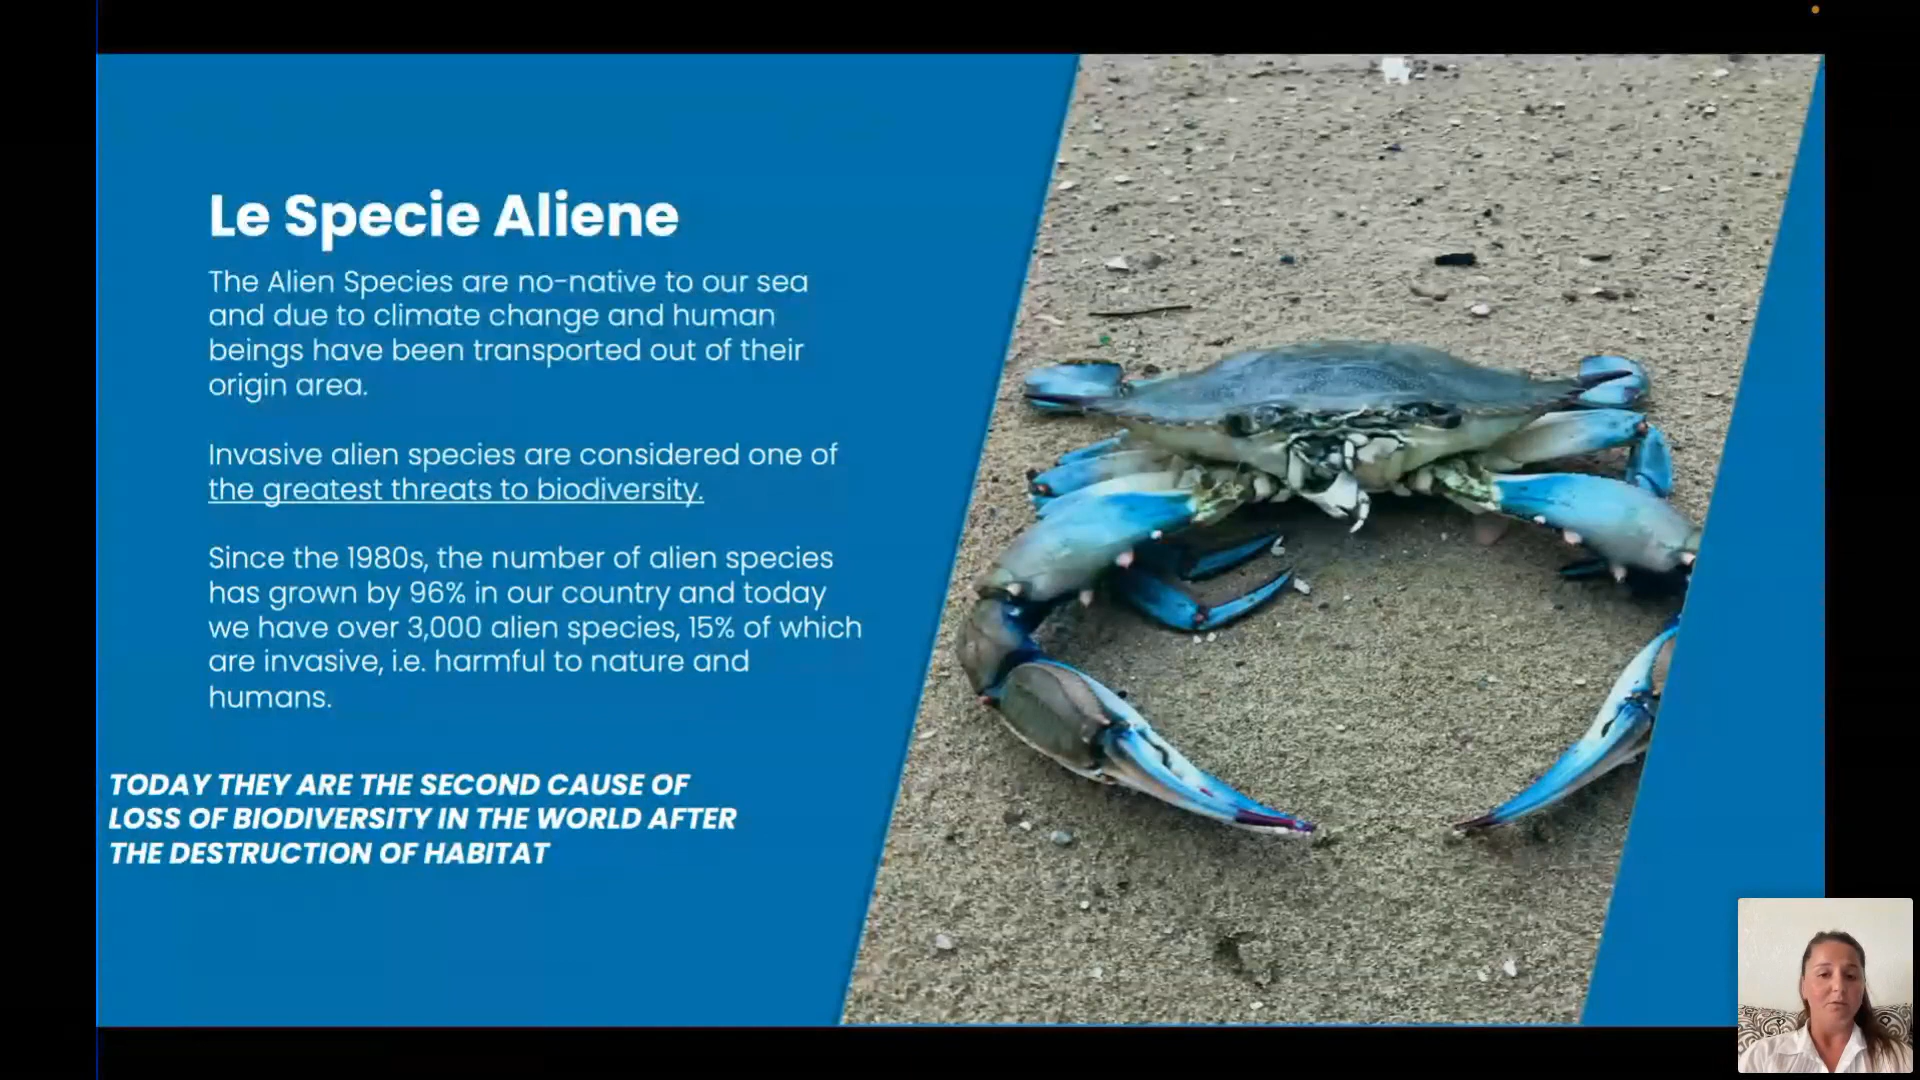 Le Specie Aliene
The Alien Species are no-native to our sea
and due to climate change and human
beings have been transported out of their
origin area.
Invasive alien species are considered one of
the greatest threats to biodiversity.
Since the 1980s, the number of alien species
has grown by 96% in our country and today
we have over 3,000 alien species, 15% of which
are invasive, i.e. harmful to nature and
humans.
TODAY THEY ARE THE SECOND CAUSE OF
LOSS OF BIODIVERSITY IN THE WORLD AFTER
THE DESTRUCTION OF HABITAT